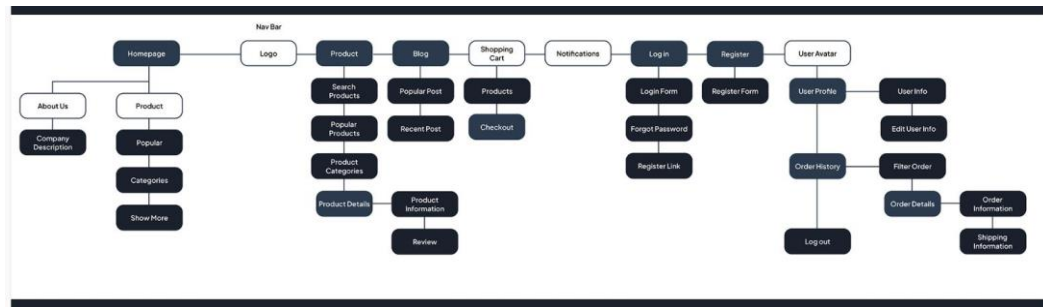 Nav Bar
Homepage
Logo
Product
Blog
Shopping
Cart
Notifications
Log in
Register
User Avatar
About Us
Company
Description
Product
Popular
Categories
Show More
Search
Products
Popular
Products
Product
Categories
Product Details
Product
Information
Review
Popular Post
Recent Post
Products
Checkout
Login Form
Forgot Password
Register Link
Register Form
User Profile
User Info
Edit User Info
Order History
Filter Order
Order Details
Order
Information
Shipping
Information
Log out